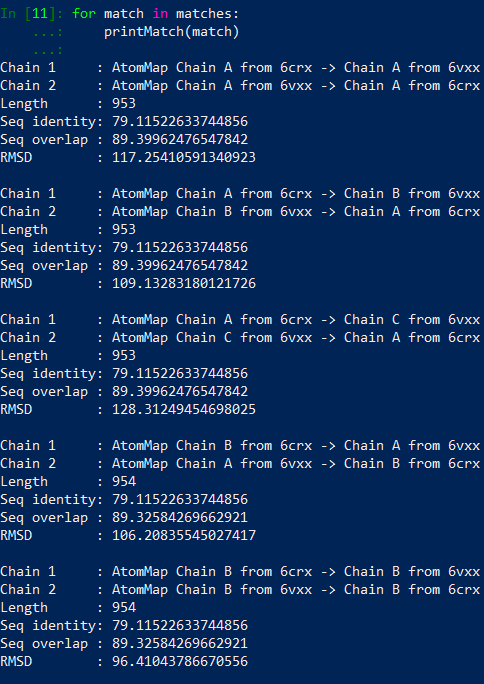 In [11]: for match in matches:
    ...:     printMatch(match)
    ...:
Chain 1     : AtomMap Chain A from 6crx -> Chain A from 6vxx
Chain 2     : AtomMap Chain A from 6vxx -> Chain A from 6crx
Length      : 953
Seq identity: 79.11522633744856
Seq overlap : 89.39962476547842
RMSD        : 117.25410591340923

Chain 1     : AtomMap Chain A from 6crx -> Chain B from 6vxx
Chain 2     : AtomMap Chain B from 6vxx -> Chain A from 6crx
Length      : 953
Seq identity: 79.11522633744856
Seq overlap : 89.39962476547842
RMSD        : 109.13283180121726

Chain 1     : AtomMap Chain A from 6crx -> Chain C from 6vxx
Chain 2     : AtomMap Chain C from 6vxx -> Chain A from 6crx
Length      : 953
Seq identity: 79.11522633744856
Seq overlap : 89.39962476547842
RMSD        : 128.31249454698025

Chain 1     : AtomMap Chain B from 6crx -> Chain A from 6vxx
Chain 2     : AtomMap Chain A from 6vxx -> Chain B from 6crx
Length      : 954
Seq identity: 79.11522633744856
Seq overlap : 89.32584269662921
RMSD        : 106.20835545027417

Chain 1     : AtomMap Chain B from 6crx -> Chain B from 6vxx
Chain 2     : AtomMap Chain B from 6vxx -> Chain B from 6crx
Length      : 954
Seq identity: 79.11522633744856
Seq overlap : 89.32584269662921
RMSD        : 96.41043786670556